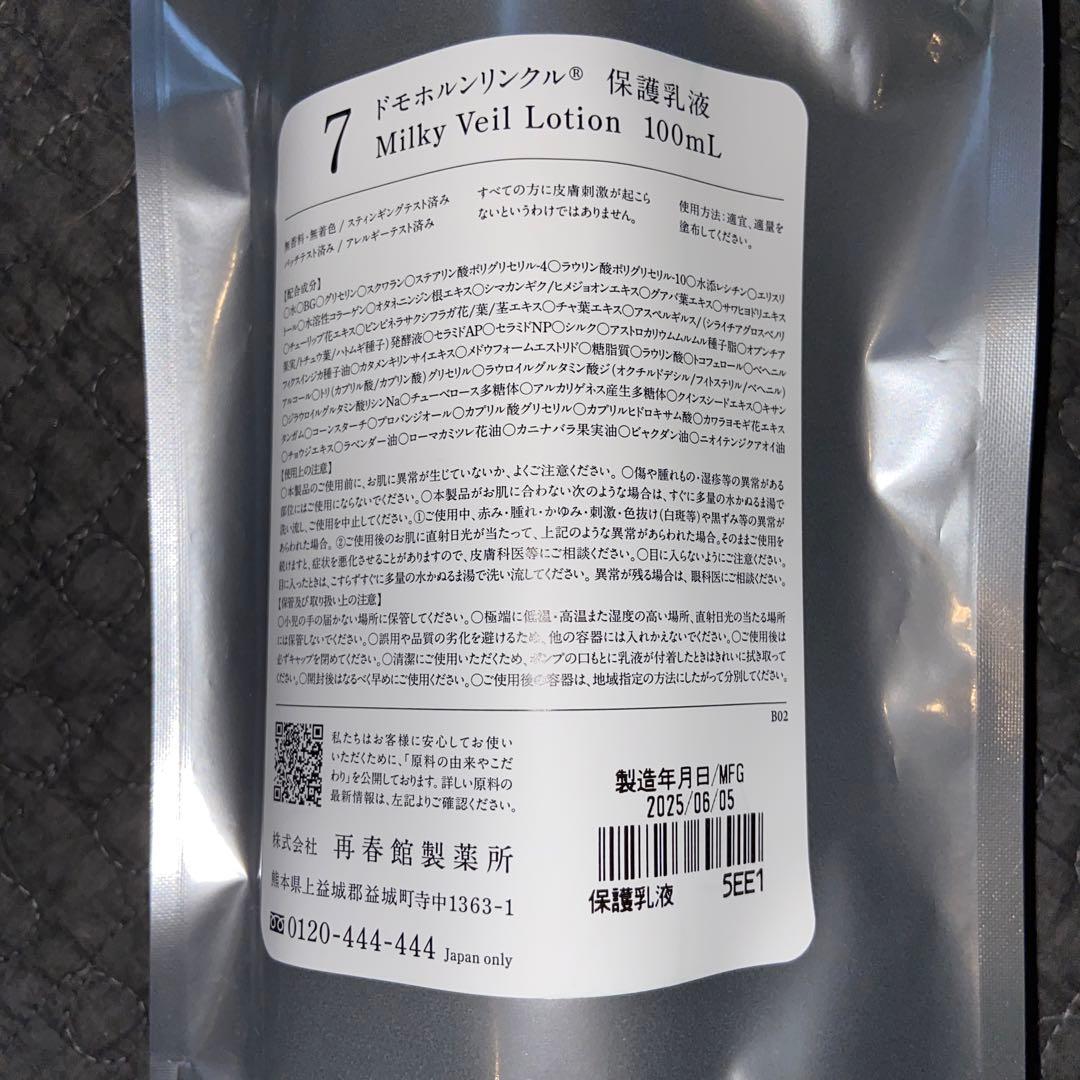 7
ドモホルンリンクル® 保護乳液
Milky Veil Lotion 100mL
無香料・無着色 / スティンギングテスト済み
パッチテスト済み / アレルギーテスト済み
すべての方に皮膚刺激が起こら
ないというわけではありません。
使用方法：適宜、適量を
塗布してください。
【配合成分】
○水○BG○グリセリン○スクワラン○ステアリン酸ポリグリセリル-4○ラウリン酸ポリグリセリル-10○水添レシチン○エリスリ
トール○水溶性コラーゲン○オタネニンジン根エキス○シマカンギク/ヒメジョオンエキス○グアバ葉エキス○サワヒヨドリエキス
○チューリップ花エキス○ピンピネラサキシフラガ花/葉/茎エキス○チャ葉エキス○アスペルギルス/(シライチアグロスベノリ
果実/トチュウ葉/ハトムギ種子)発酵液○セラミドAP○セラミドNP○シルク○アストロカリウムムルムル種子脂○オプンチア
フィクスインジカ種子油○カタメンキリンサイエキス○メドウフォームエストリド○糖脂質○ラウリン酸○トコフェロール○ベヘニル
アルコール○トリ(カプリル酸/カプリン酸)グリセリル○ラウロイルグルタミン酸ジ(オクチルドデシル/フィトステリル/ベヘニル)
○ジラウロイルグルタミン酸リシンNa○チューベロース多糖体○アルカリゲネス産生多糖体○クインスシードエキス○キサン
タンガム○コーンスターチ○プロパンジオール○カプリル酸グリセリル○カプリルヒドロキサム酸○カワラヨモギ花エキス
○チョウジエキス○ラベンダー油○ローマカミツレ花油○カニナバラ果実油○ビャクダン油○ニオイテンジクアオイ油
【使用上の注意】
○本製品のご使用前に、お肌に異常が生じていないか、よくご注意ください。○傷や腫れもの・湿疹等の異常がある
部位にはご使用にならないでください。○本製品がお肌に合わない次のような場合は、すぐに多量の水かぬるま湯で
洗い流し、ご使用を中止してください。①ご使用中、赤み・腫れ・かゆみ・刺激・色抜け(白斑等)や黒ずみ等の異常が
あらわれた場合。②ご使用後のお肌に直射日光が当たって、上記のような異常があらわれた場合。そのままご使用を
続けますと、症状を悪化させることがありますので、皮膚科医等にご相談ください。○目に入らないようにご注意ください。
目に入ったときは、こすらずすぐに多量の水かぬるま湯で洗い流してください。異常が残る場合は、眼科医にご相談ください。
【保管及び取り扱い上の注意】
○小児の手の届かない場所に保管してください。○極端に低温・高温また湿度の高い場所、直射日光の当たる場所
には保管しないでください。○誤用や品質の劣化を避けるため、他の容器には入れかえないでください。○ご使用後は
必ずキャップを閉めてください。○清潔にご使用いただくため、ポンプの口もとに乳液が付着したときはきれいに拭き取って
ください。○開封後はなるべく早めにご使用ください。○ご使用後の容器は、地域指定の方法にしたがって分別してください。
B02
私たちはお客様に安心してお使い
いただくために、「原料の由来やこだ
わり」を公開しております。詳しい原料の
最新情報は、左記よりご確認ください。
株式会社 再春館製薬所
熊本県上益城郡益城町寺中1363-1
0120-444-444 Japan only
製造年月日/MFG
2025/06/05
保護乳液 5EE1